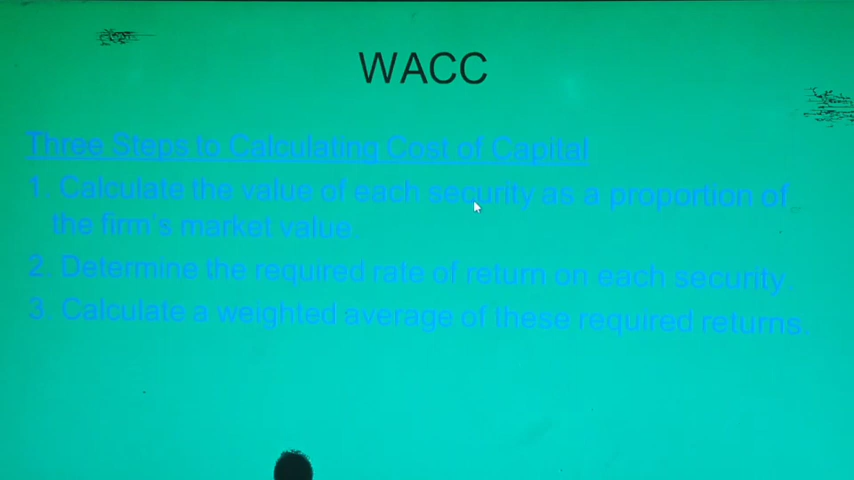 WACC
Three Steps to Calculating Cost of Capital
1. Calculate the value of each security as a proportion of
the firm's market value.
2. Determine the required rate of return on each security.
3. Calculate a weighted average of these required returns.